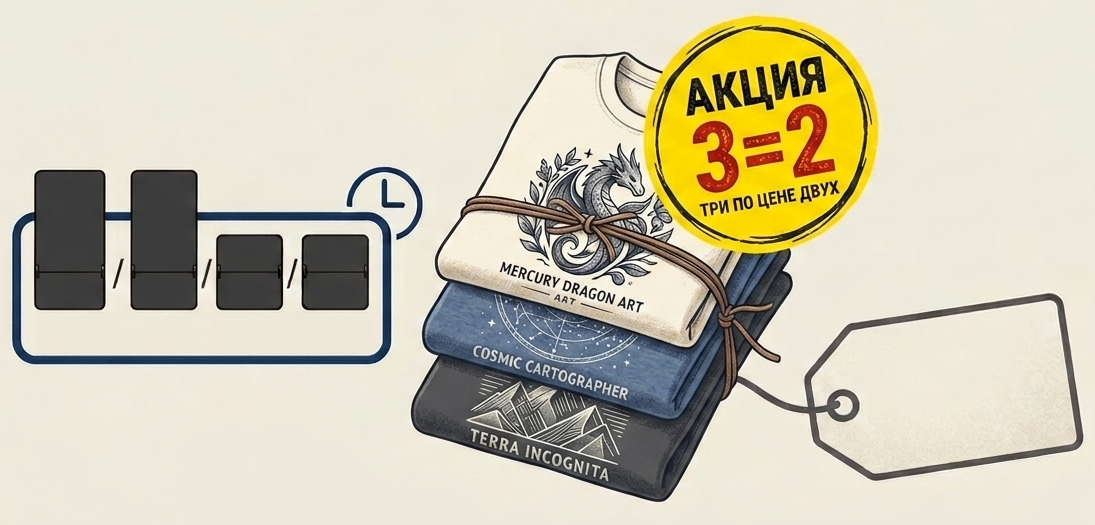 АКЦИЯ
3=2
ТРИ ПО ЦЕНЕ ДВУХ
/ / /
MERCURY DRAGON ART
ART
COSMIC CARTOGRAPHER
TERRA INCOGNITA